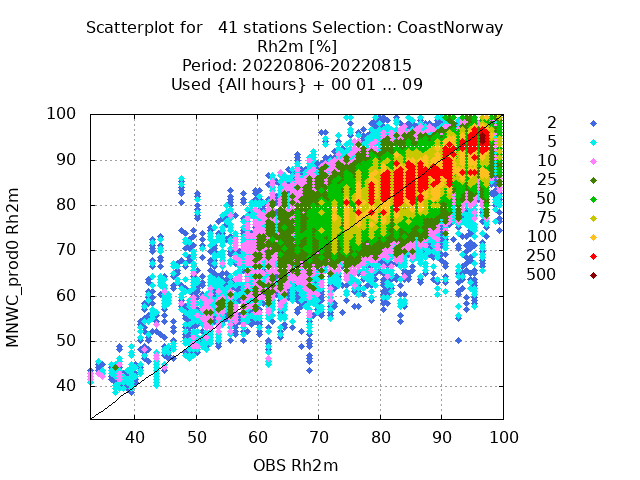 Scatterplot for   41 stations Selection: CoastNorway
Rh2m [%]
Period: 20220806-20220815
Used {All hours} + 00 01 ... 09
MNWC_prod0 Rh2m
100
90
80
70
60
50
40
40 50 60 70 80 90 100
OBS Rh2m
2
5
10
25
50
75
100
250
500